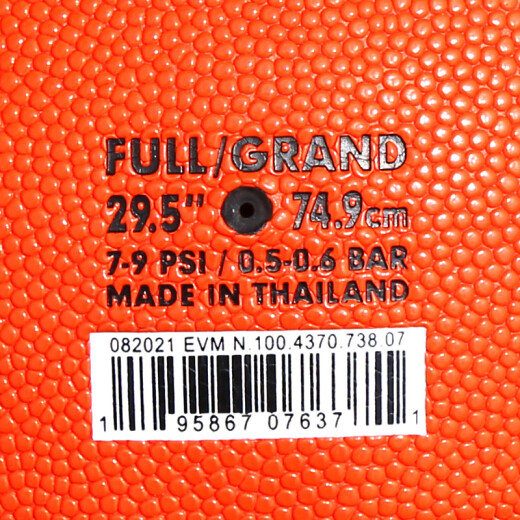 FULL/GRAND
29.5" 74.9cm
7-9 PSI / 0.5-0.6 BAR
MADE IN THAILAND
082021 EVM N.100.4370.738.07
1 95867 07637 1